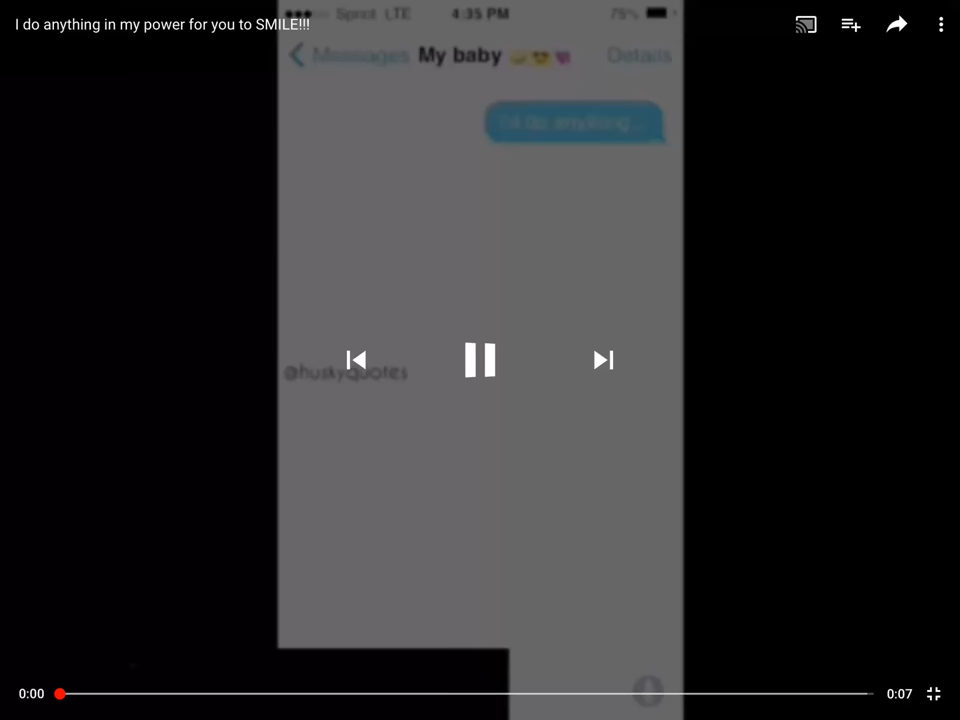 I do anything in my power for you to SMILE!!!
Sprint LTE 4:35 PM 75%
Messages My baby Details
I'd do anything...
@huskyquotes
0:00 0:07